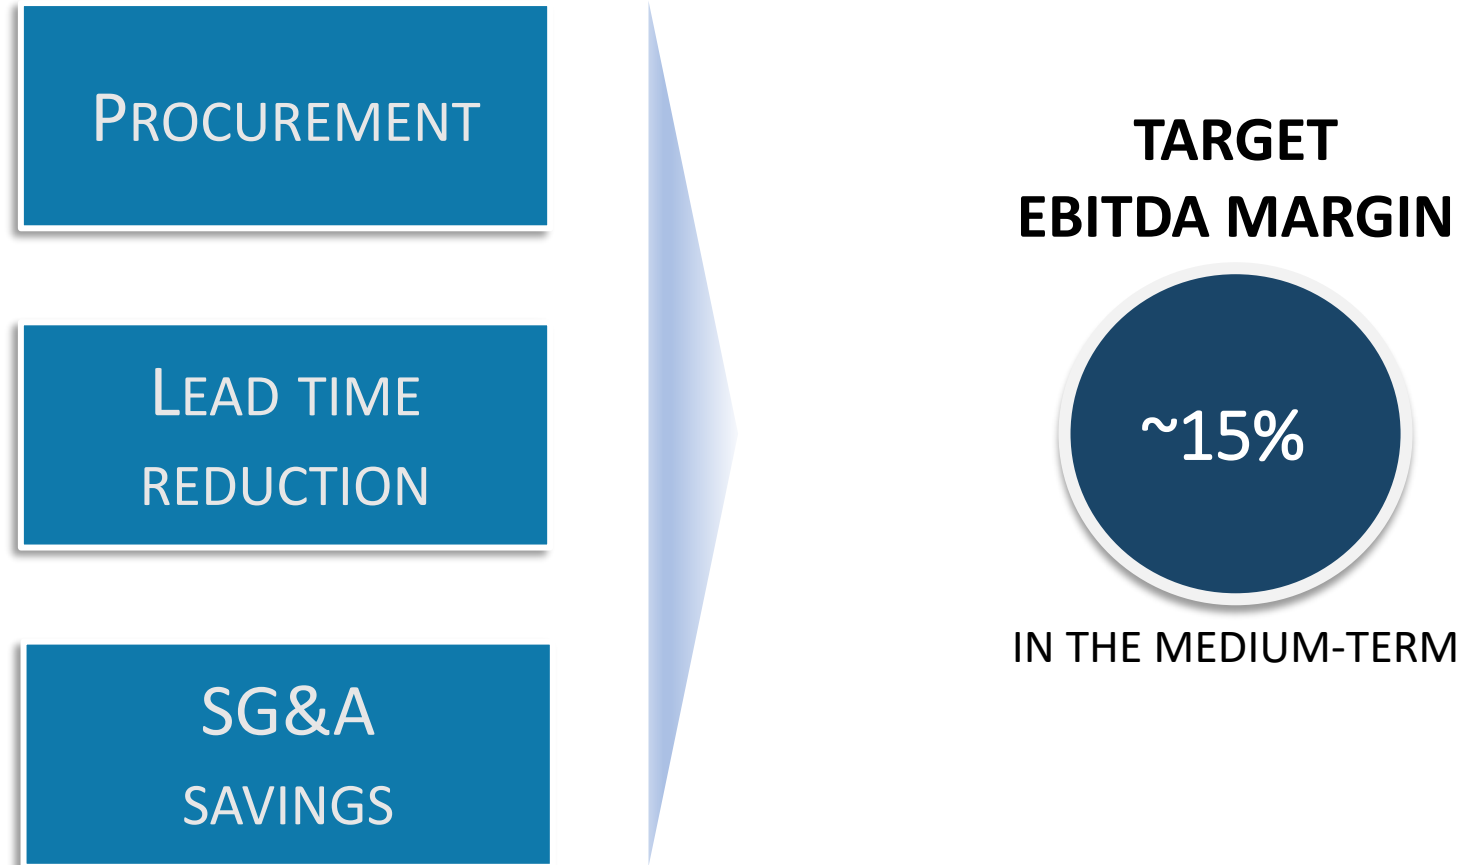 PROCUREMENT
LEAD TIME
REDUCTION
SG&A
SAVINGS
TARGET
EBITDA MARGIN
~15%
IN THE MEDIUM-TERM